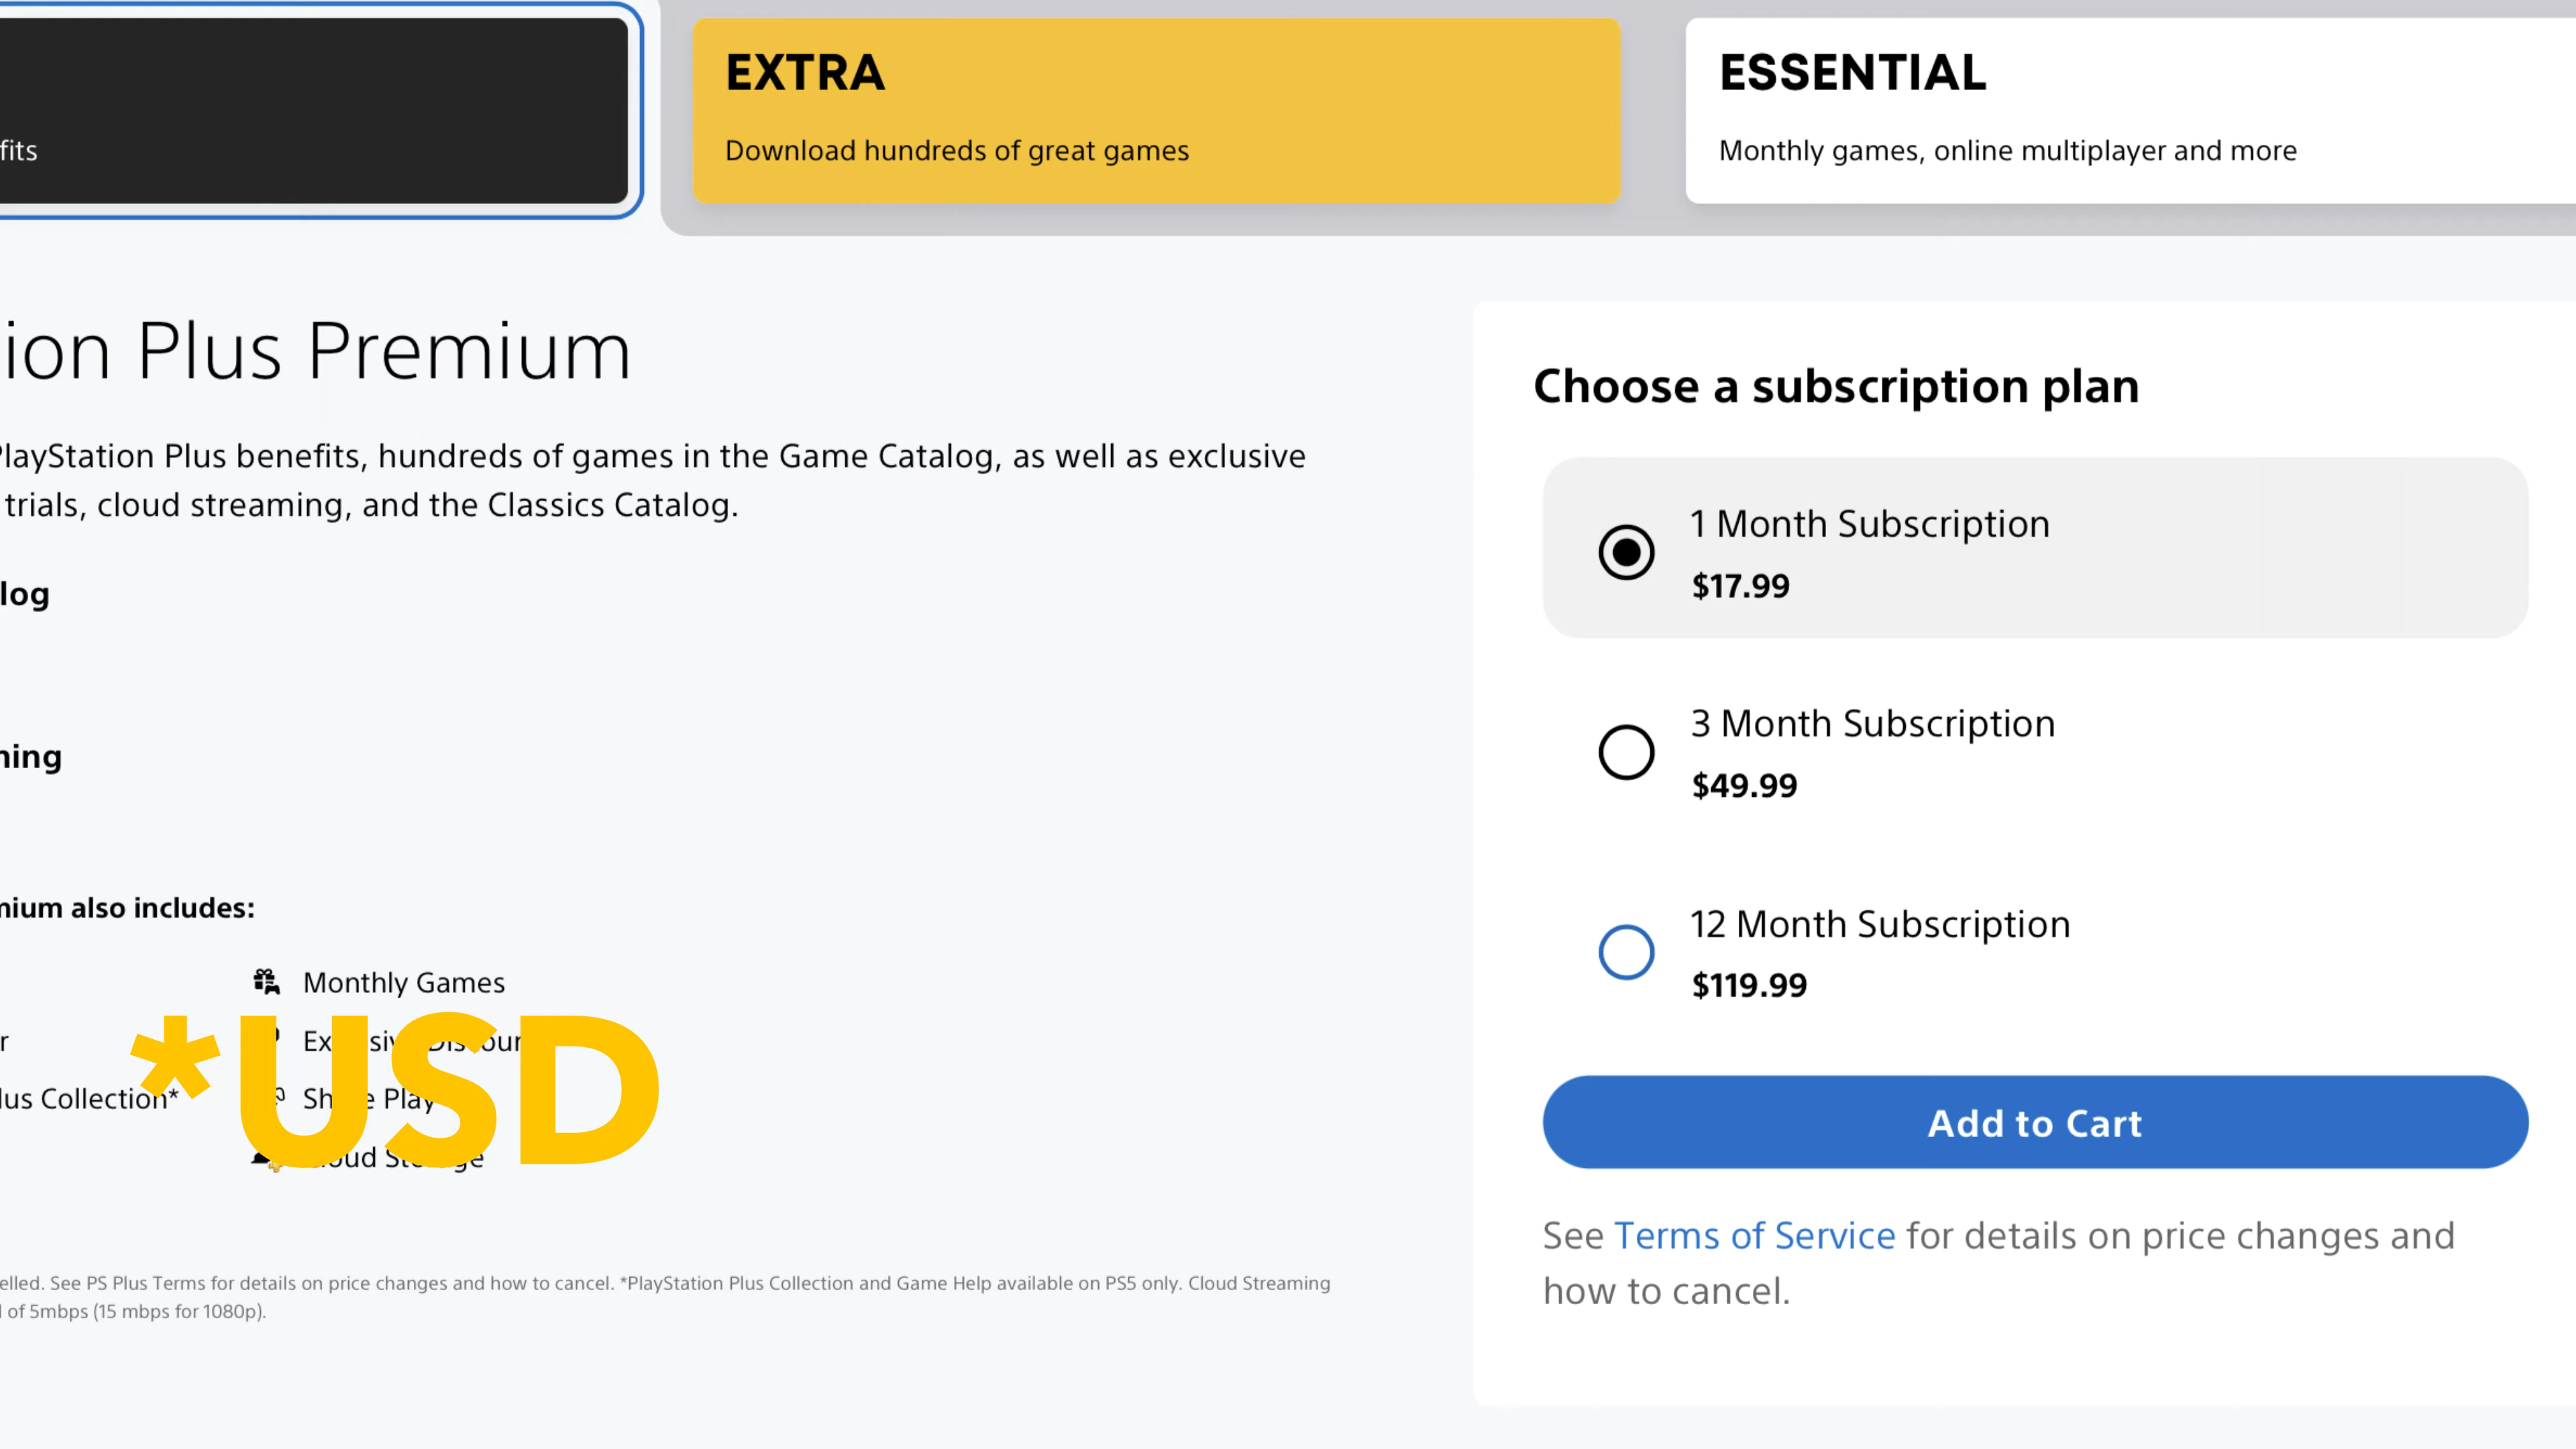 EXTRA
Download hundreds of great games
ESSENTIAL
Monthly games, online multiplayer and more
fits
ion Plus Premium
PlayStation Plus benefits, hundreds of games in the Game Catalog, as well as exclusive
trials, cloud streaming, and the Classics Catalog.
log
ning
mium also includes:
Monthly Games
r
lus Collection*
*USD
elled. See PS Plus Terms for details on price changes and how to cancel. *PlayStation Plus Collection and Game Help available on PS5 only. Cloud Streaming
of 5mbps (15 mbps for 1080p).
Choose a subscription plan
1 Month Subscription
$17.99
3 Month Subscription
$49.99
12 Month Subscription
$119.99
Add to Cart
See Terms of Service for details on price changes and
how to cancel.